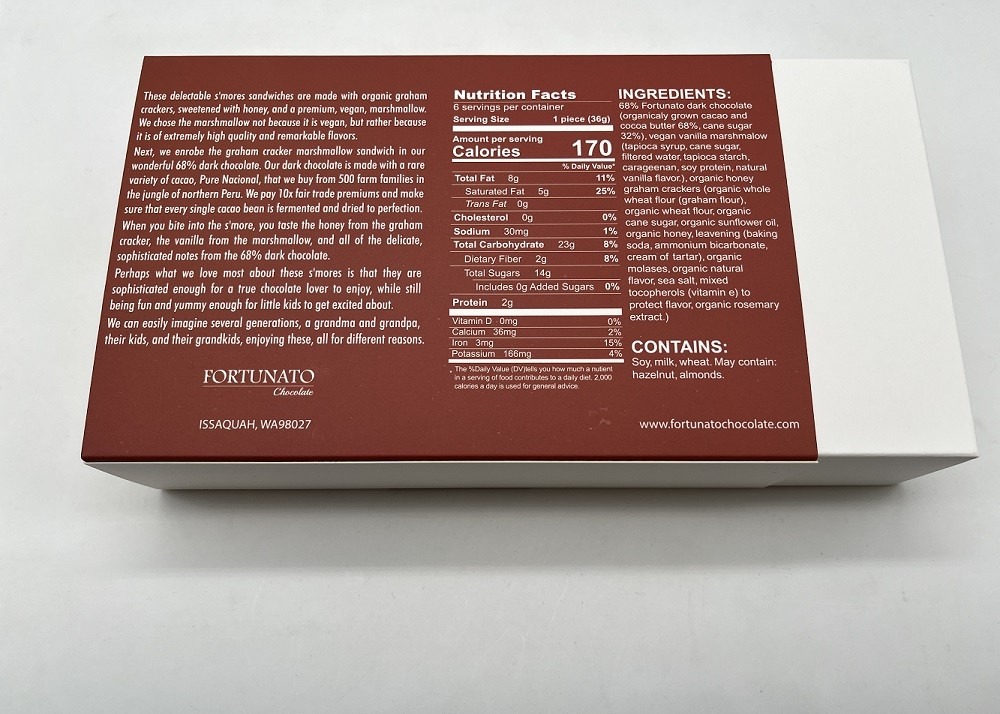 These delectable s'mores sandwiches are made with organic graham
crackers, sweetened with honey, and a premium, vegan, marshmallow.
We chose the marshmallow not because it is vegan, but rather because
it is of extremely high quality and remarkable flavors.
Next, we enrobe the graham cracker marshmallow sandwich in our
wonderful 68% dark chocolate. Our dark chocolate is made with a rare
variety of cacao, Pure Nacional, that we buy from 500 farm families in
the jungle of northern Peru. We pay 10x fair trade premiums and make
sure that every single cacao bean is fermented and dried to perfection.
When you bite into the s'more, you taste the honey from the graham
cracker, the vanilla from the marshmallow, and all of the delicate,
sophisticated notes from the 68% dark chocolate.
Perhaps what we love most about these s'mores is that they are
sophisticated enough for a true chocolate lover to enjoy, while still
being fun and yummy enough for little kids to get excited about.
We can easily imagine several generations, a grandma and grandpa,
their kids, and their grandkids, enjoying these, all for different reasons.
FORTUNATO
Chocolate
ISSAQUAH, WA98027
Nutrition Facts
6 servings per container
Serving Size 1 piece (36g)
Amount per serving
Calories 170
% Daily Value*
Total Fat 8g 11%
Saturated Fat 5g 25%
Trans Fat 0g
Cholesterol 0g 0%
Sodium 30mg 1%
Total Carbohydrate 23g 8%
Dietary Fiber 2g 8%
Total Sugars 14g
Includes 0g Added Sugars 0%
Protein 2g
Vitamin D 0mg 0%
Calcium 36mg 2%
Iron 3mg 15%
Potassium 166mg 4%
* The %Daily Value (DV)tells you how much a nutient
in a serving of food contributes to a daily diet. 2,000
calories a day is used for general advice.
INGREDIENTS:
68% Fortunato dark chocolate
(organicaly grown cacao and
cocoa butter 68%, cane sugar
32%), vegan vanilla marshmalow
(tapioca syrup, cane sugar,
filtered water, tapioca starch,
carageenan, soy protein, natural
vanilla flavor,), organic honey
graham crackers (organic whole
wheat flour (graham flour),
organic wheat flour, organic
cane sugar, organic sunflower oil,
organic honey, leavening (baking
soda, ammonium bicarbonate,
cream of tartar), organic
molases, organic natural
flavor, sea salt, mixed
tocopherols (vitamin e) to
protect flavor, organic rosemary
extract.)
CONTAINS:
Soy, milk, wheat. May contain:
hazelnut, almonds.
www.fortunatochocolate.com